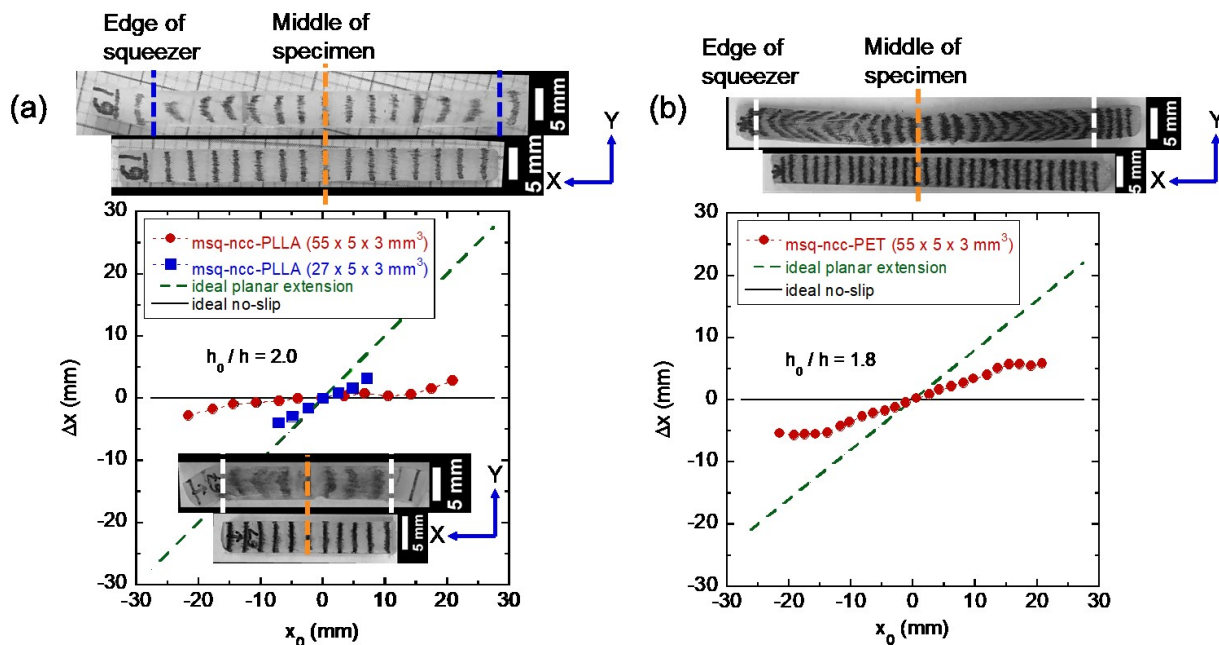 Edge of
squeezer
Middle of
specimen
(a)
61
5 mm
Y
61
5 mm
X
30
20
10
0
-10
-20
-30
Δx (mm)
msq-ncc-PLLA (55 x 5 x 3 mm³)
msq-ncc-PLLA (27 x 5 x 3 mm³)
ideal planar extension
ideal no-slip
h₀ / h = 2.0
5 mm
Y
5 mm
X
-30 -20 -10 0 10 20 30
x₀ (mm)
Edge of
squeezer
Middle of
specimen
(b)
5 mm
Y
5 mm
X
30
20
10
0
-10
-20
-30
Δx (mm)
msq-ncc-PET (55 x 5 x 3 mm³)
ideal planar extension
ideal no-slip
h₀ / h = 1.8
-30 -20 -10 0 10 20 30
x₀ (mm)